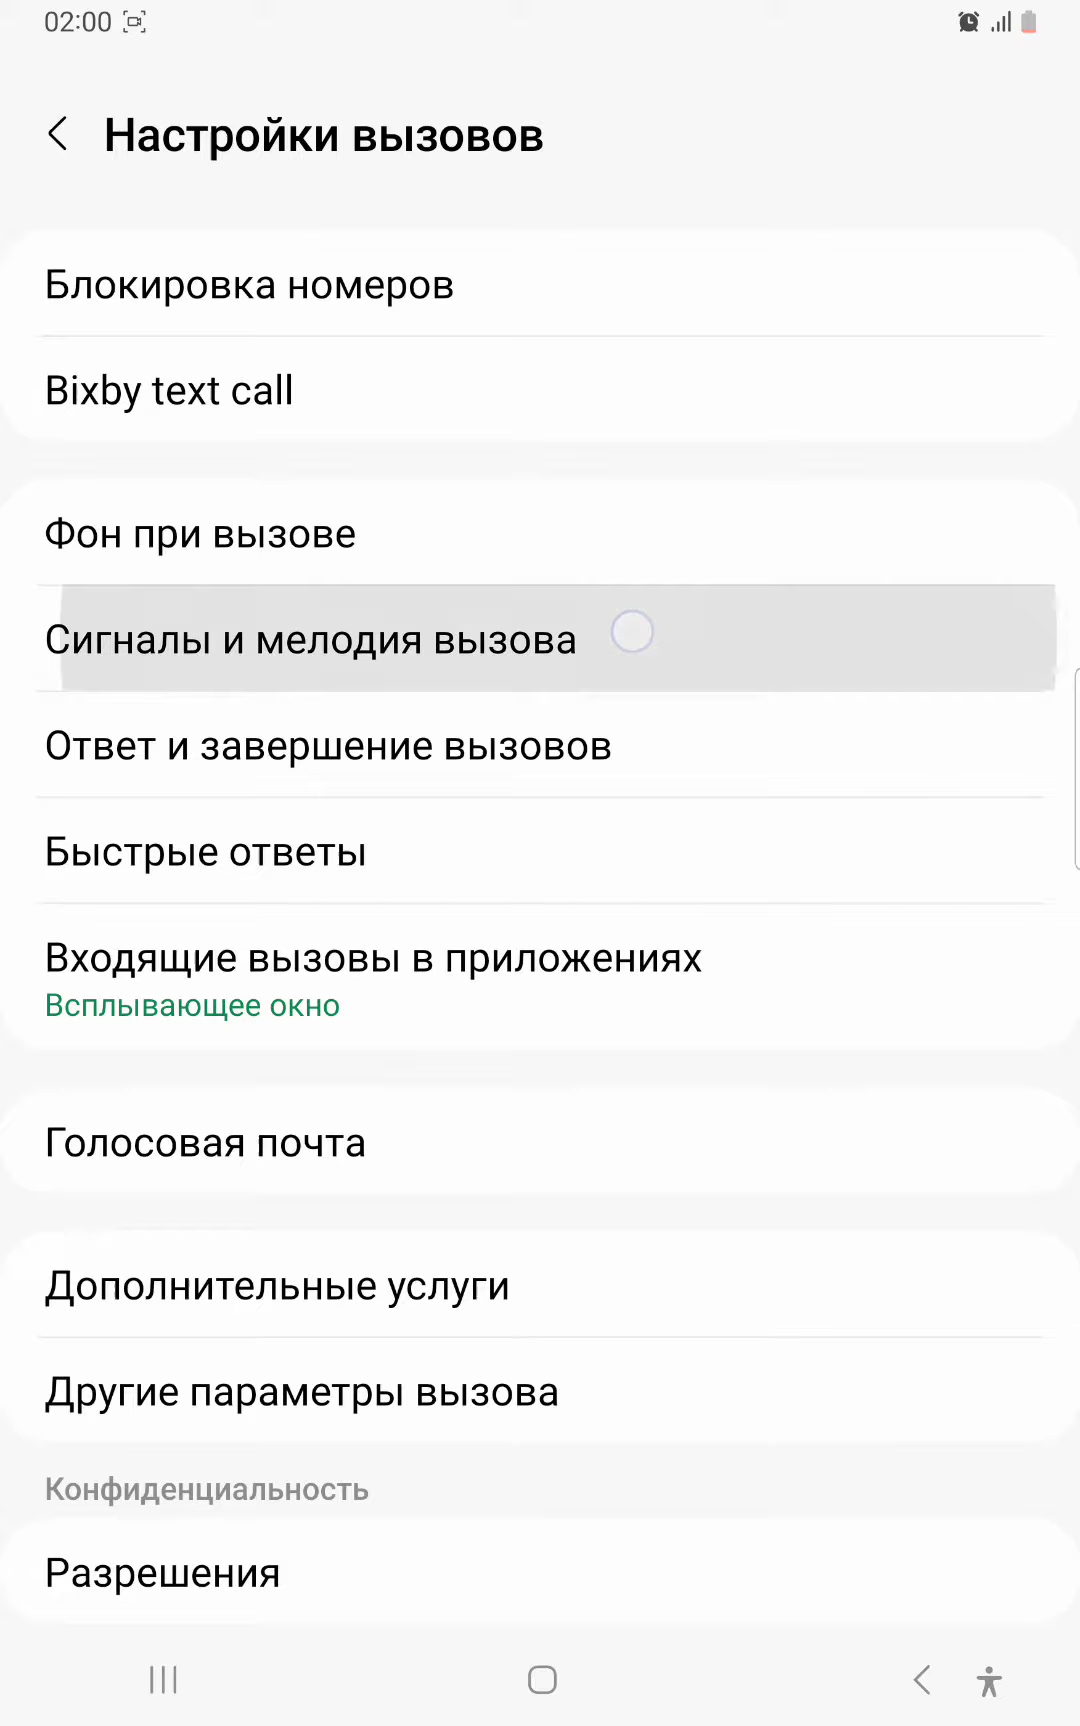 02:00
Настройки вызовов
Блокировка номеров
Bixby text call
Фон при вызове
Сигналы и мелодия вызова
Ответ и завершение вызовов
Быстрые ответы
Входящие вызовы в приложениях
Всплывающее окно
Голосовая почта
Дополнительные услуги
Другие параметры вызова
Конфиденциальность
Разрешения